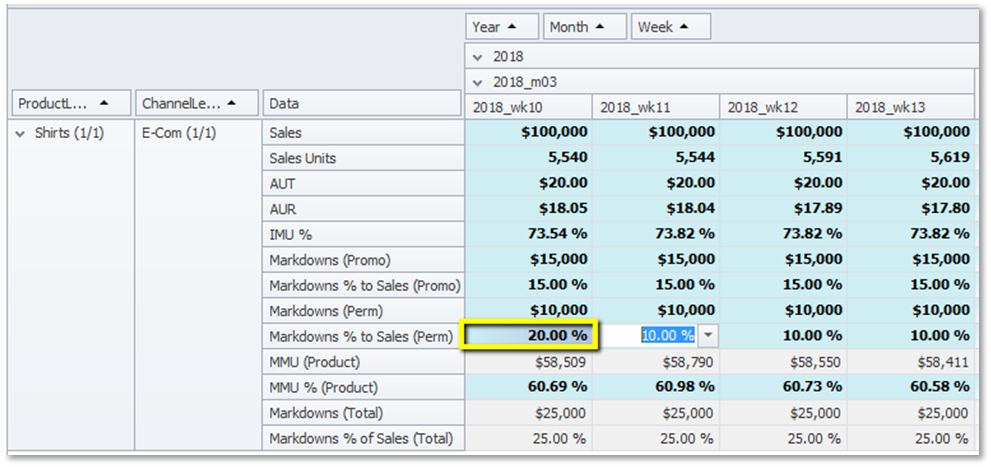 Year Month Week
2018
2018_m03
ProductL... ChannelLe... Data 2018_wk10 2018_wk11 2018_wk12 2018_wk13
Shirts (1/1) E-Com (1/1) Sales $100,000 $100,000 $100,000 $100,000
Sales Units 5,540 5,544 5,591 5,619
AUT $20.00 $20.00 $20.00 $20.00
AUR $18.05 $18.04 $17.89 $17.80
IMU % 73.54 % 73.82 % 73.82 % 73.82 %
Markdowns (Promo) $15,000 $15,000 $15,000 $15,000
Markdowns % to Sales (Promo) 15.00 % 15.00 % 15.00 % 15.00 %
Markdowns (Perm) $10,000 $10,000 $10,000 $10,000
Markdowns % to Sales (Perm) 20.00 % 10.00 % 10.00 % 10.00 %
MMU (Product) $58,509 $58,790 $58,550 $58,411
MMU % (Product) 60.69 % 60.98 % 60.73 % 60.58 %
Markdowns (Total) $25,000 $25,000 $25,000 $25,000
Markdowns % of Sales (Total) 25.00 % 25.00 % 25.00 % 25.00 %